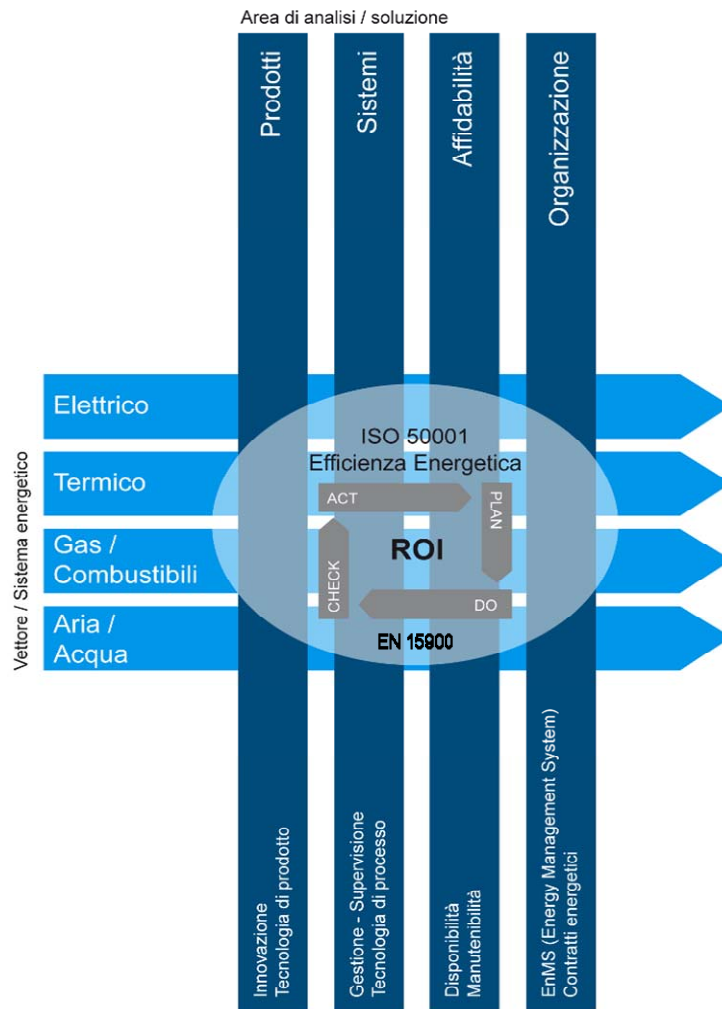 Area di analisi / soluzione
Prodotti
Sistemi
Affidabilità
Organizzazione
Vettore / Sistema energetico
Elettrico
Termico
Gas /
Combustibili
Aria /
Acqua
ISO 50001
Efficienza Energetica
ACT
PLAN
ROI
CHECK
DO
EN 15900
Innovazione
Tecnologia di prodotto
Gestione - Supervisione
Tecnologia di processo
Disponibilità
Manutenibilità
EnMS (Energy Management System)
Contratti energetici